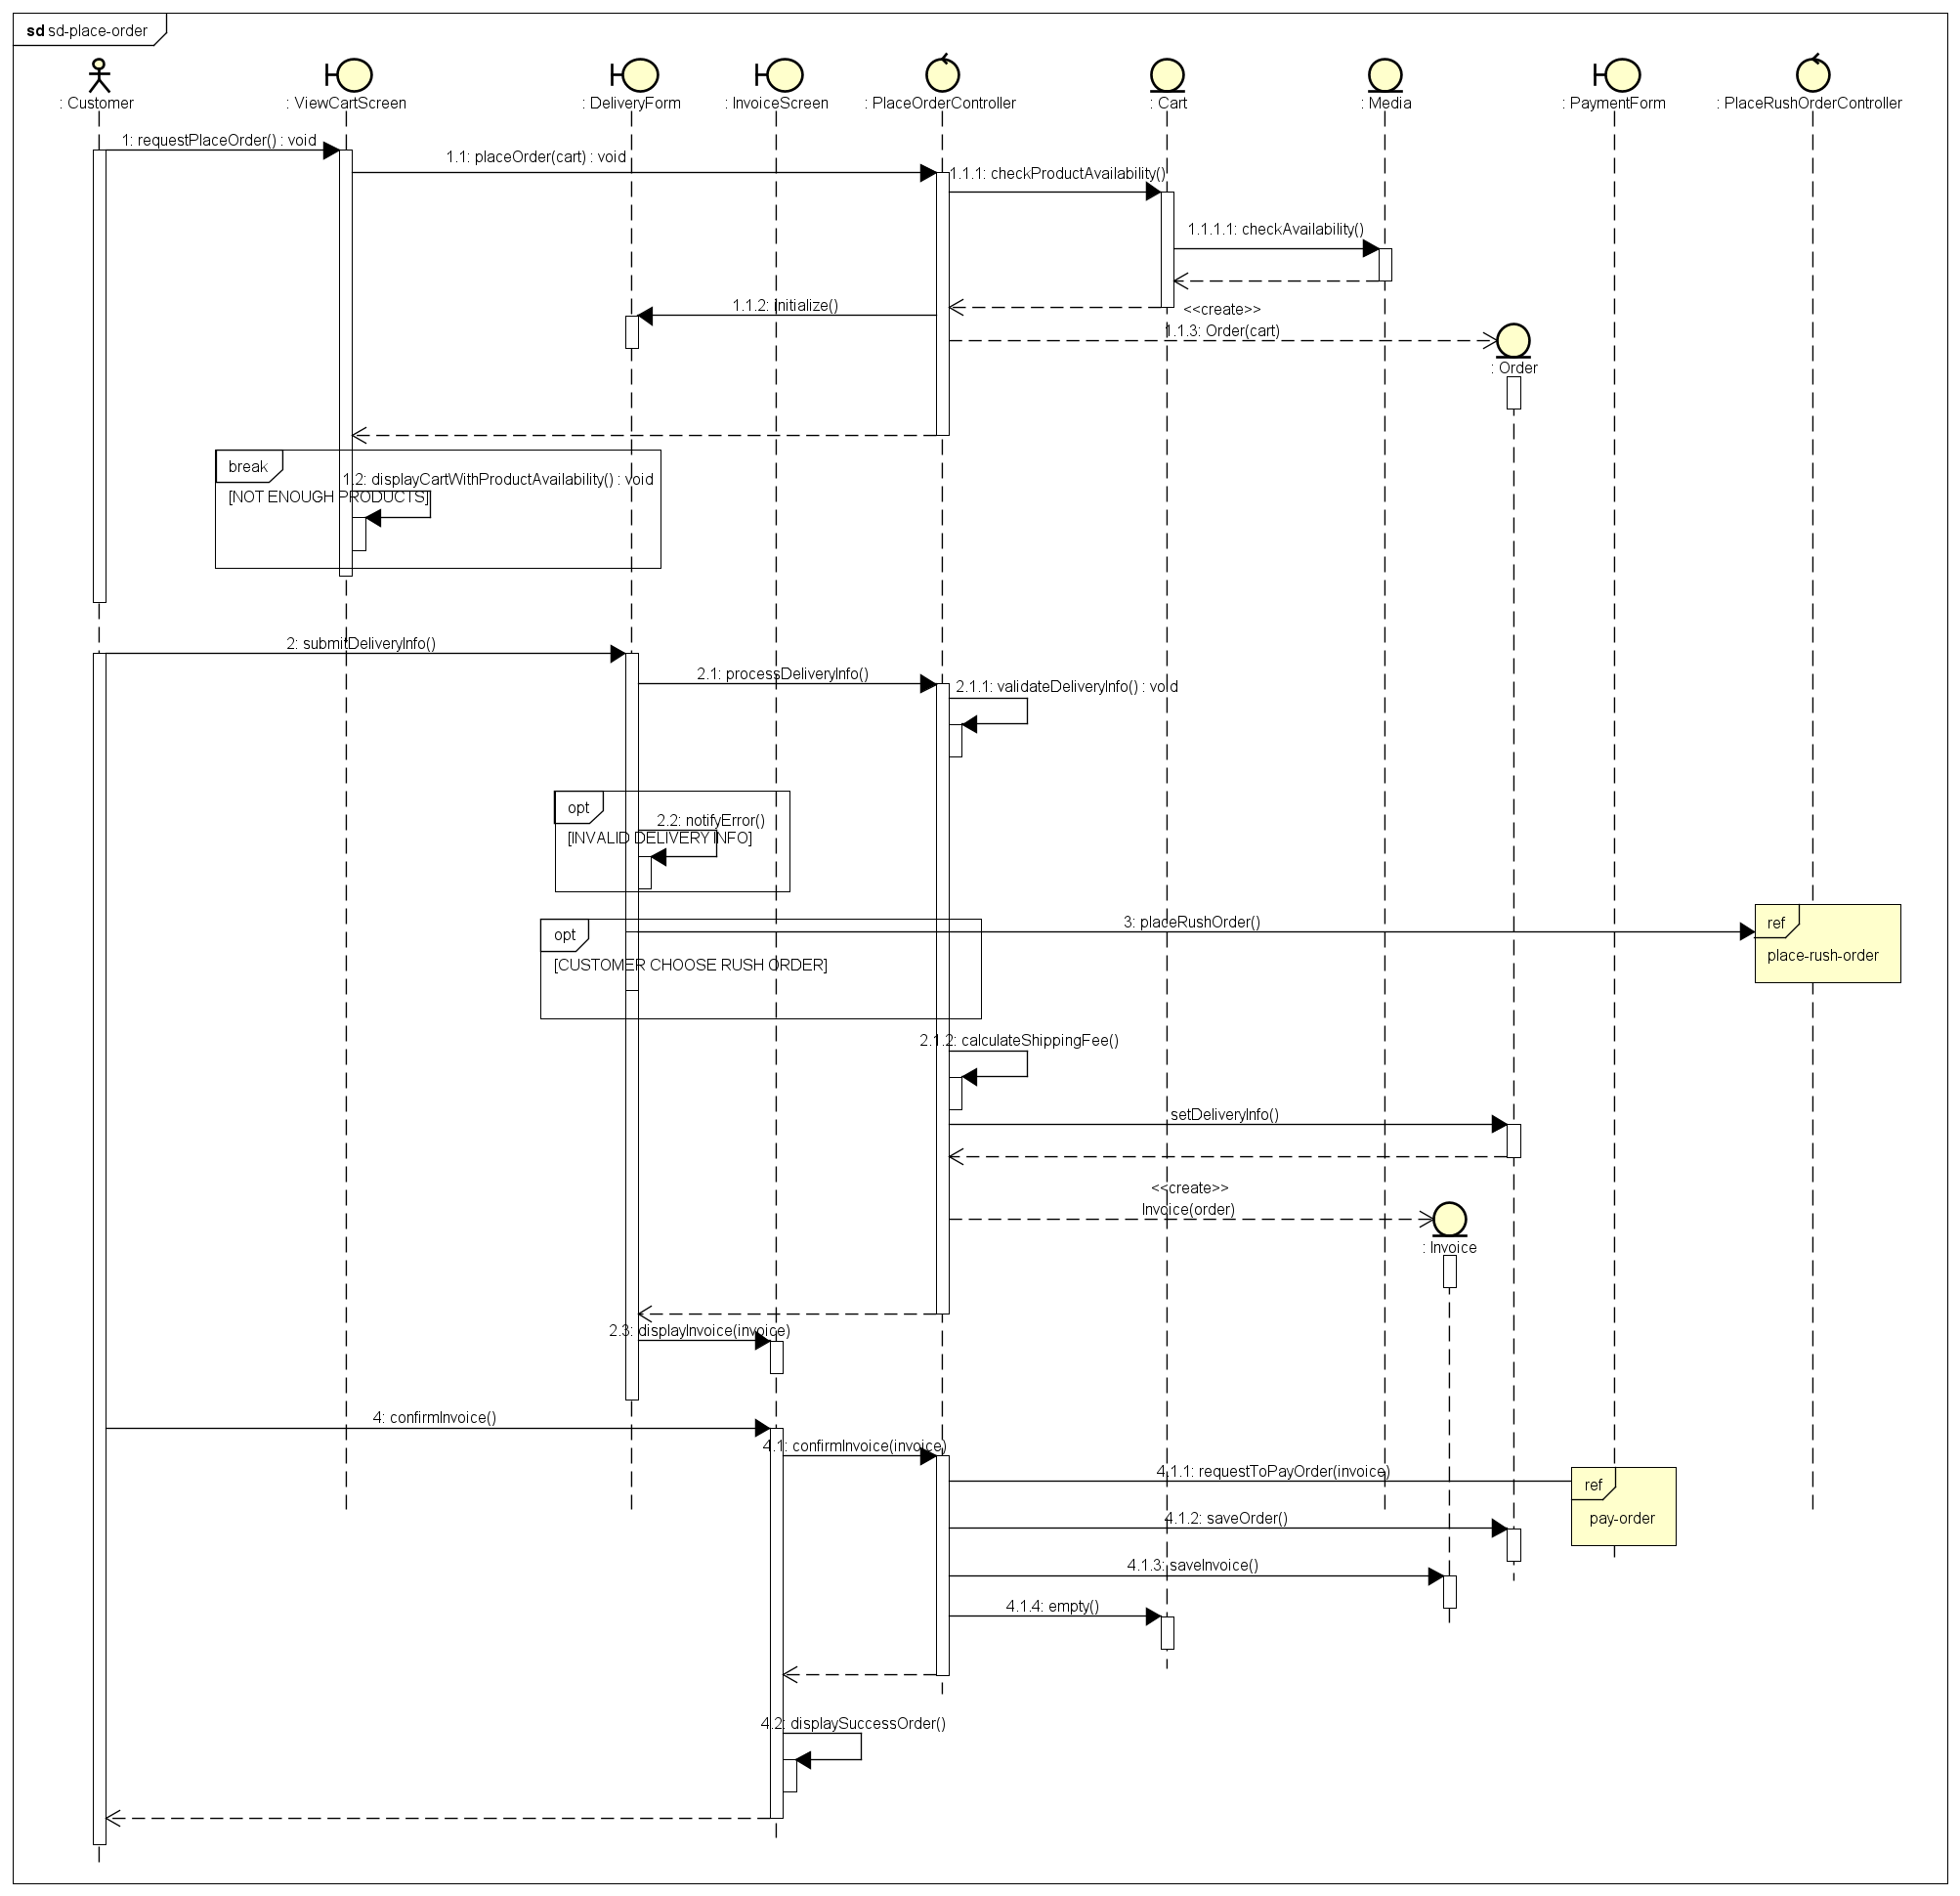 sd sd-place-order
: Customer
: ViewCartScreen
: DeliveryForm
: InvoiceScreen
: PlaceOrderController
: Cart
: Media
: PaymentForm
: PlaceRushOrderController
1: requestPlaceOrder() : void
1.1: placeOrder(cart) : void
1.1.1: checkProductAvailability()
1.1.1.1: checkAvailability()
1.1.2: initialize()
<<create>>
1.1.3: Order(cart)
: Order
break
1.2: displayCartWithProductAvailability() : void
[NOT ENOUGH PRODUCTS]
2: submitDeliveryInfo()
2.1: processDeliveryInfo()
2.1.1: validateDeliveryInfo() : void
opt
2.2: notifyError()
[INVALID DELIVERY INFO]
3: placeRushOrder()
ref
place-rush-order
opt
[CUSTOMER CHOOSE RUSH ORDER]
2.1.2: calculateShippingFee()
setDeliveryInfo()
<<create>>
Invoice(order)
: Invoice
2.3: displayInvoice(invoice)
4: confirmInvoice()
4.1: confirmInvoice(invoice)
4.1.1: requestToPayOrder(invoice)
ref
pay-order
4.1.2: saveOrder()
4.1.3: saveInvoice()
4.1.4: empty()
4.2: displaySuccessOrder()